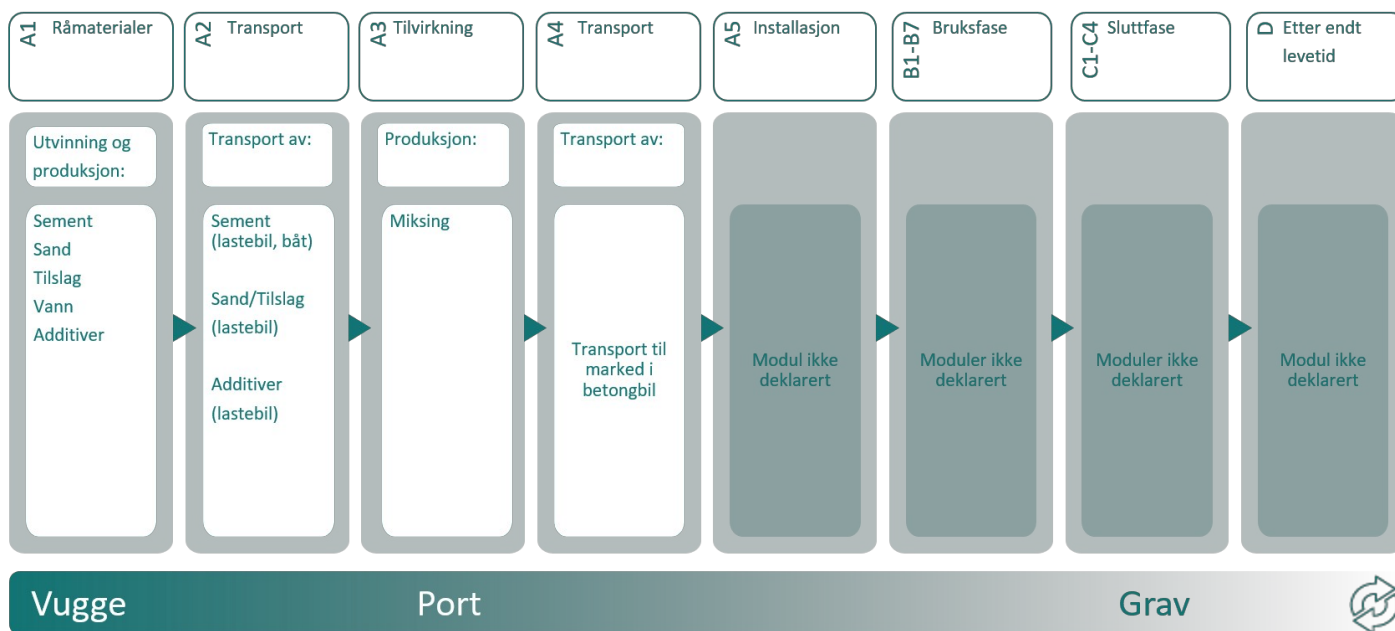 A1 Råmaterialer
A2 Transport
A3 Tilvirkning
A4 Transport
A5 Installasjon
B1-B7 Bruksfase
C1-C4 Sluttfase
D Etter endt
levetid
Utvinning og
produksjon:
Sement
Sand
Tilslag
Vann
Additiver
Transport av:
Sement
(lastebil, båt)
Sand/Tilslag
(lastebil)
Additiver
(lastebil)
Produksjon:
Miksing
Transport av:
Transport til
marked i
betongbil
Modul ikke
deklarert
Moduler ikke
deklarert
Moduler ikke
deklarert
Modul ikke
deklarert
Vugge
Port
Grav